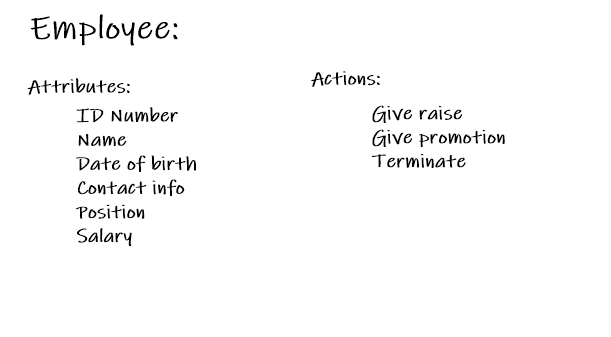 Employee:
Attributes:
ID Number
Name
Date of birth
Contact info
Position
Salary
Actions:
Give raise
Give promotion
Terminate